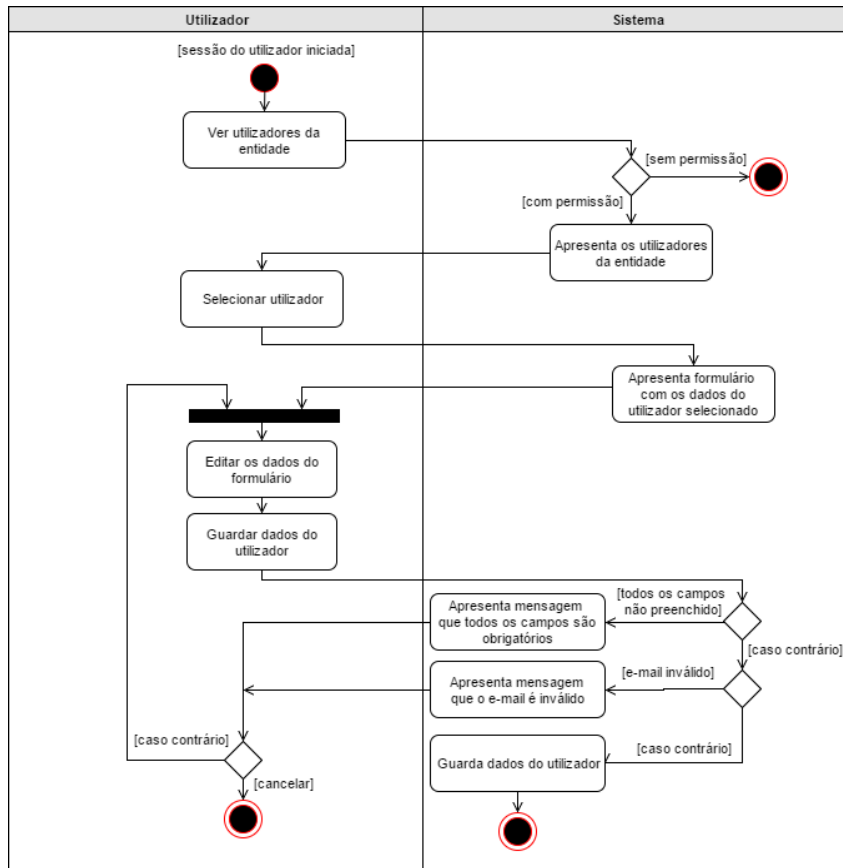 Utilizador
Sistema
[sessão do utilizador iniciada]
Ver utilizadores da
entidade
[sem permissão]
[com permissão]
Apresenta os utilizadores
da entidade
Selecionar utilizador
Apresenta formulário
com os dados do
utilizador selecionado
Editar os dados do
formulário
Guardar dados do
utilizador
[todos os campos
não preenchido]
Apresenta mensagem
que todos os campos são
obrigatórios
[caso contrário]
[e-mail inválido]
Apresenta mensagem
que o e-mail é inválido
[caso contrário]
[caso contrário]
Guarda dados do utilizador
[cancelar]